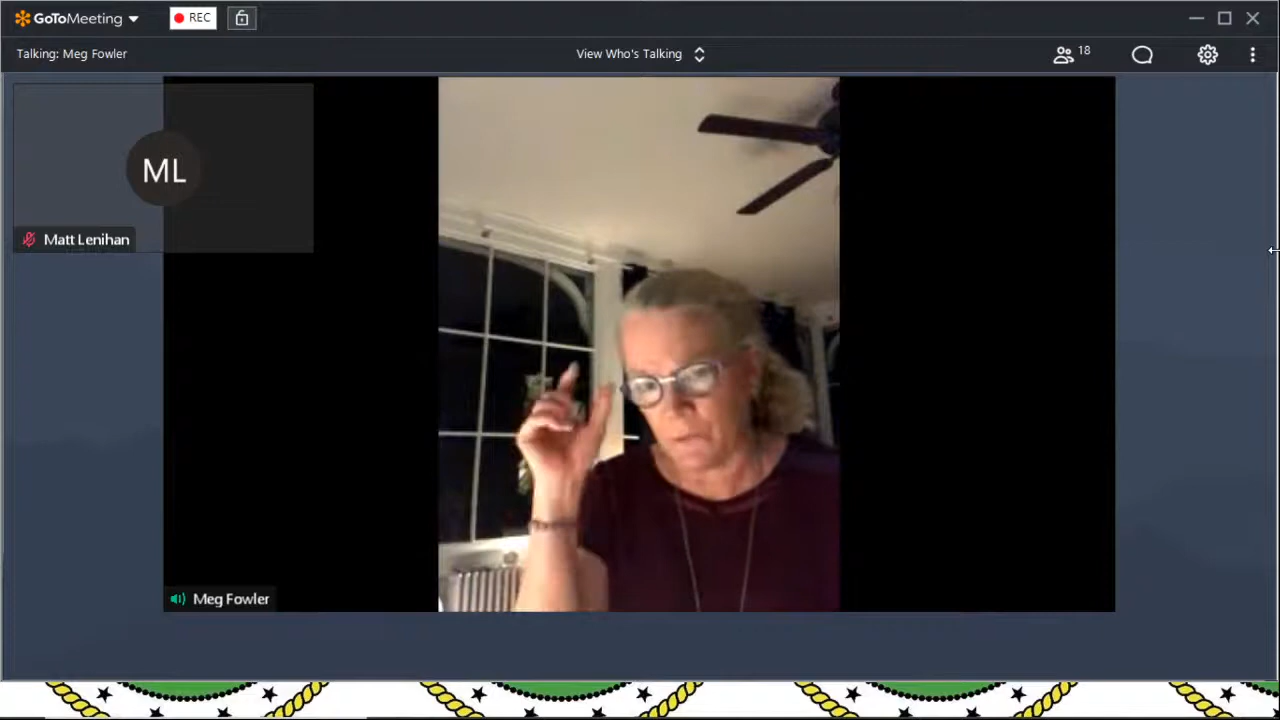 GoToMeeting
REC
Talking: Meg Fowler
View Who's Talking
18
ML
Matt Lenihan
Meg Fowler